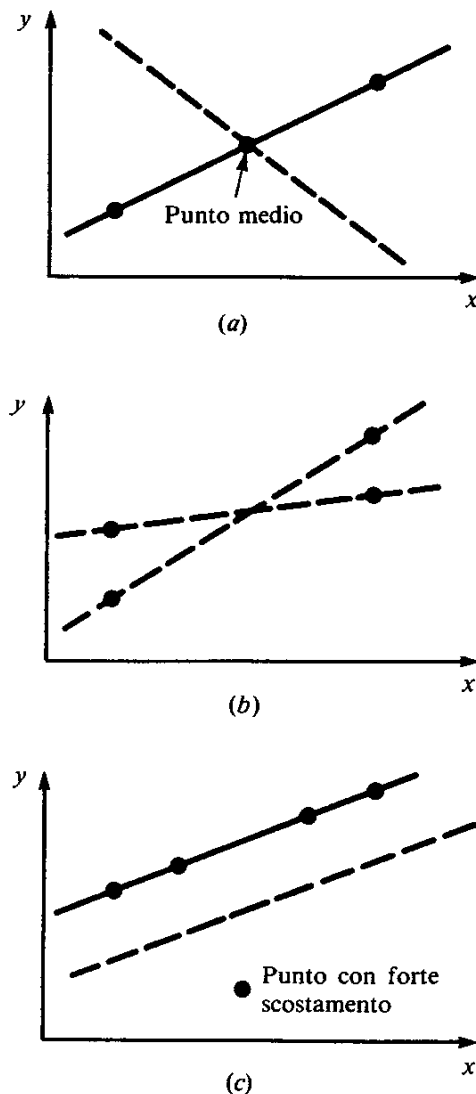 y
Punto medio
x
(a)
y
x
(b)
y
Punto con forte
scostamento
x
(c)